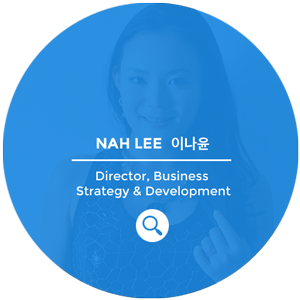 NAH LEE 이나윤
Director, Business
Strategy & Development